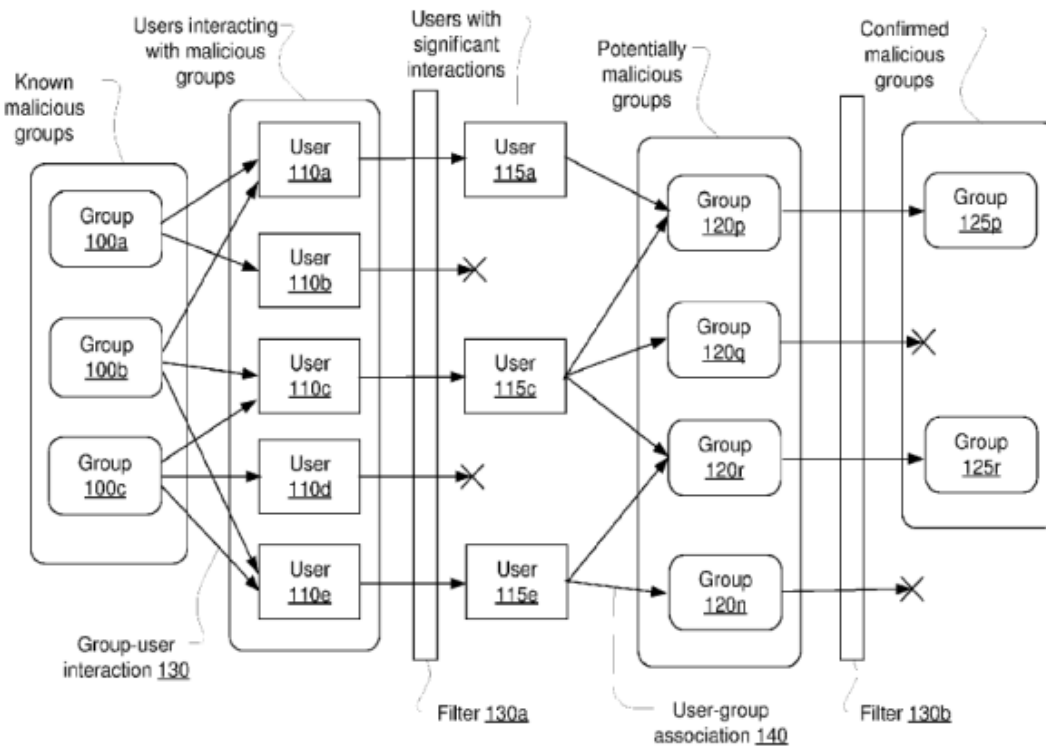 Known
malicious
groups
Group
100a
Group
100b
Group
100c
Users interacting
with malicious
groups
User
110a
User
110b
User
110c
User
110d
User
110e
Group-user
interaction 130
Filter 130a
Users with
significant
interactions
User
115a
User
115c
User
115e
Potentially
malicious
groups
Group
120p
Group
120q
Group
120r
Group
120n
User-group
association 140
Filter 130b
Confirmed
malicious
groups
Group
125p
Group
125r